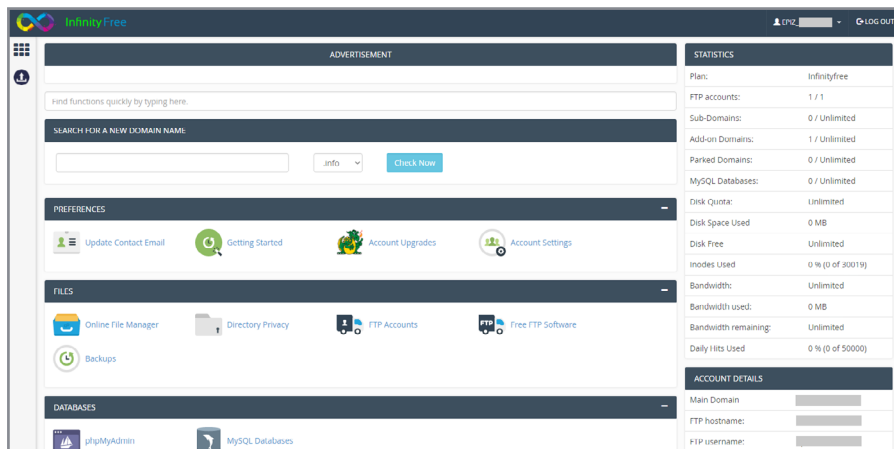 InfinityFree
EPIZ_
LOG OUT
ADVERTISEMENT
Find functions quickly by typing here.
SEARCH FOR A NEW DOMAIN NAME
.info
Check Now
PREFERENCES
Update Contact Email
Getting Started
Account Upgrades
Account Settings
FILES
Online File Manager
Directory Privacy
FTP Accounts
FTP
Free FTP Software
Backups
DATABASES
phpMyAdmin
MySQL Databases
STATISTICS
Plan: Infinityfree
FTP accounts: 1 / 1
Sub-Domains: 0 / Unlimited
Add-on Domains: 1 / Unlimited
Parked Domains: 0 / Unlimited
MySQL Databases: 0 / Unlimited
Disk Quota: Unlimited
Disk Space Used 0 MB
Disk Free Unlimited
Inodes Used 0 % (0 of 30019)
Bandwidth: Unlimited
Bandwidth used: 0 MB
Bandwidth remaining: Unlimited
Daily Hits Used 0 % (0 of 50000)
ACCOUNT DETAILS
Main Domain
FTP hostname:
FTP username: